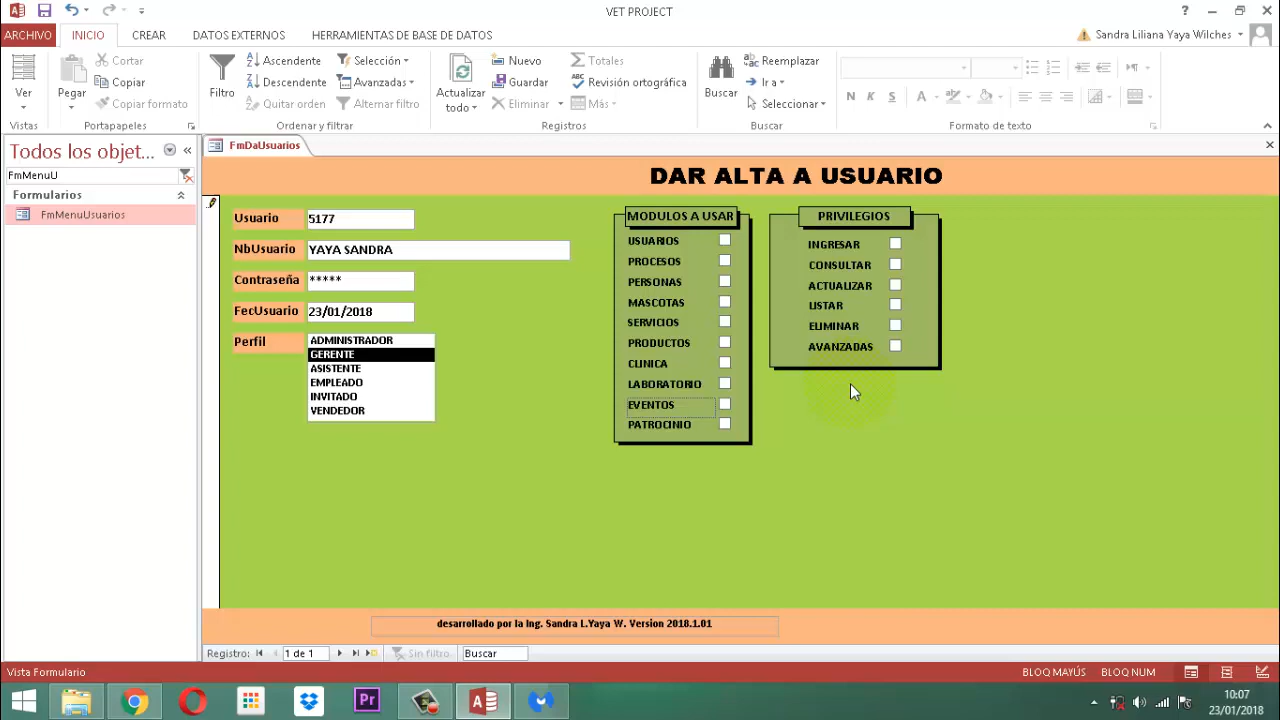 VET PROJECT
?
ARCHIVO INICIO CREAR DATOS EXTERNOS HERRAMIENTAS DE BASE DE DATOS
Sandra Liliana Yaya Wilches
Ver
Vistas
Pegar
Cortar
Copiar
Copiar formato
Portapapeles
Filtro
Ascendente
Descendente
Quitar orden
Selección
Avanzadas
Alternar filtro
Ordenar y filtrar
Actualizar todo
Nuevo
Guardar
Eliminar
Totales
Revisión ortográfica
Más
Registros
Buscar
Reemplazar
Ir a
Seleccionar
Buscar
N K S
A
Formato de texto
Todos los objet...
FmMenuU
Formularios
FmMenuUsuarios
FmDaUsuarios
DAR ALTA A USUARIO
Usuario 5177
NbUsuario YAYA SANDRA
Contraseña *****
FecUsuario 23/01/2018
Perfil
ADMINISTRADOR
GERENTE
ASISTENTE
EMPLEADO
INVITADO
VENDEDOR
MODULOS A USAR
USUARIOS
PROCESOS
PERSONAS
MASCOTAS
SERVICIOS
PRODUCTOS
CLINICA
LABORATORIO
EVENTOS
PATROCINIO
PRIVILEGIOS
INGRESAR
CONSULTAR
ACTUALIZAR
LISTAR
ELIMINAR
AVANZADAS
desarrollado por la Ing. Sandra L.Yaya W. Version 2018.1.01
Registro: 1 de 1 Sin filtro Buscar
Vista Formulario
BLOQ MAYÚS BLOQ NUM
Pr
10:07
23/01/2018